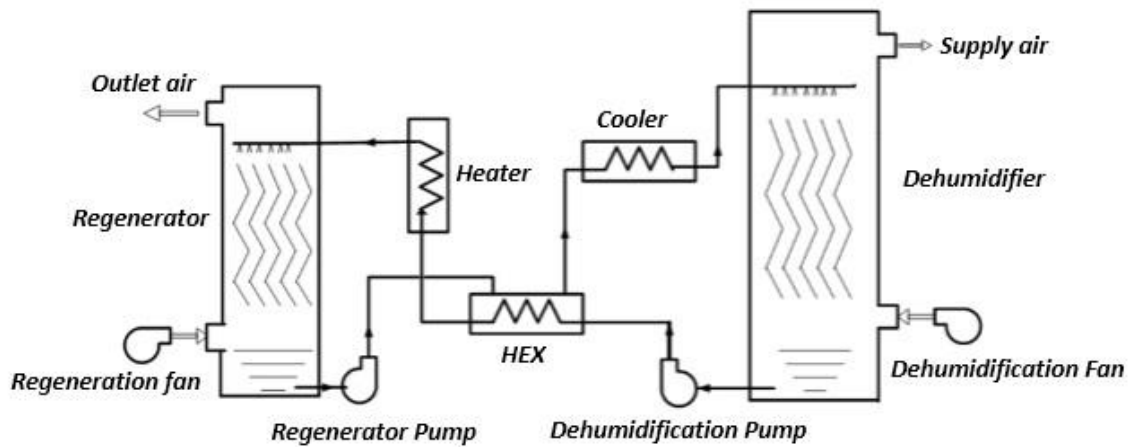 Supply air
Outlet air
Cooler
Heater
Dehumidifier
Regenerator
HEX
Dehumidification Fan
Regeneration fan
Regenerator Pump
Dehumidification Pump